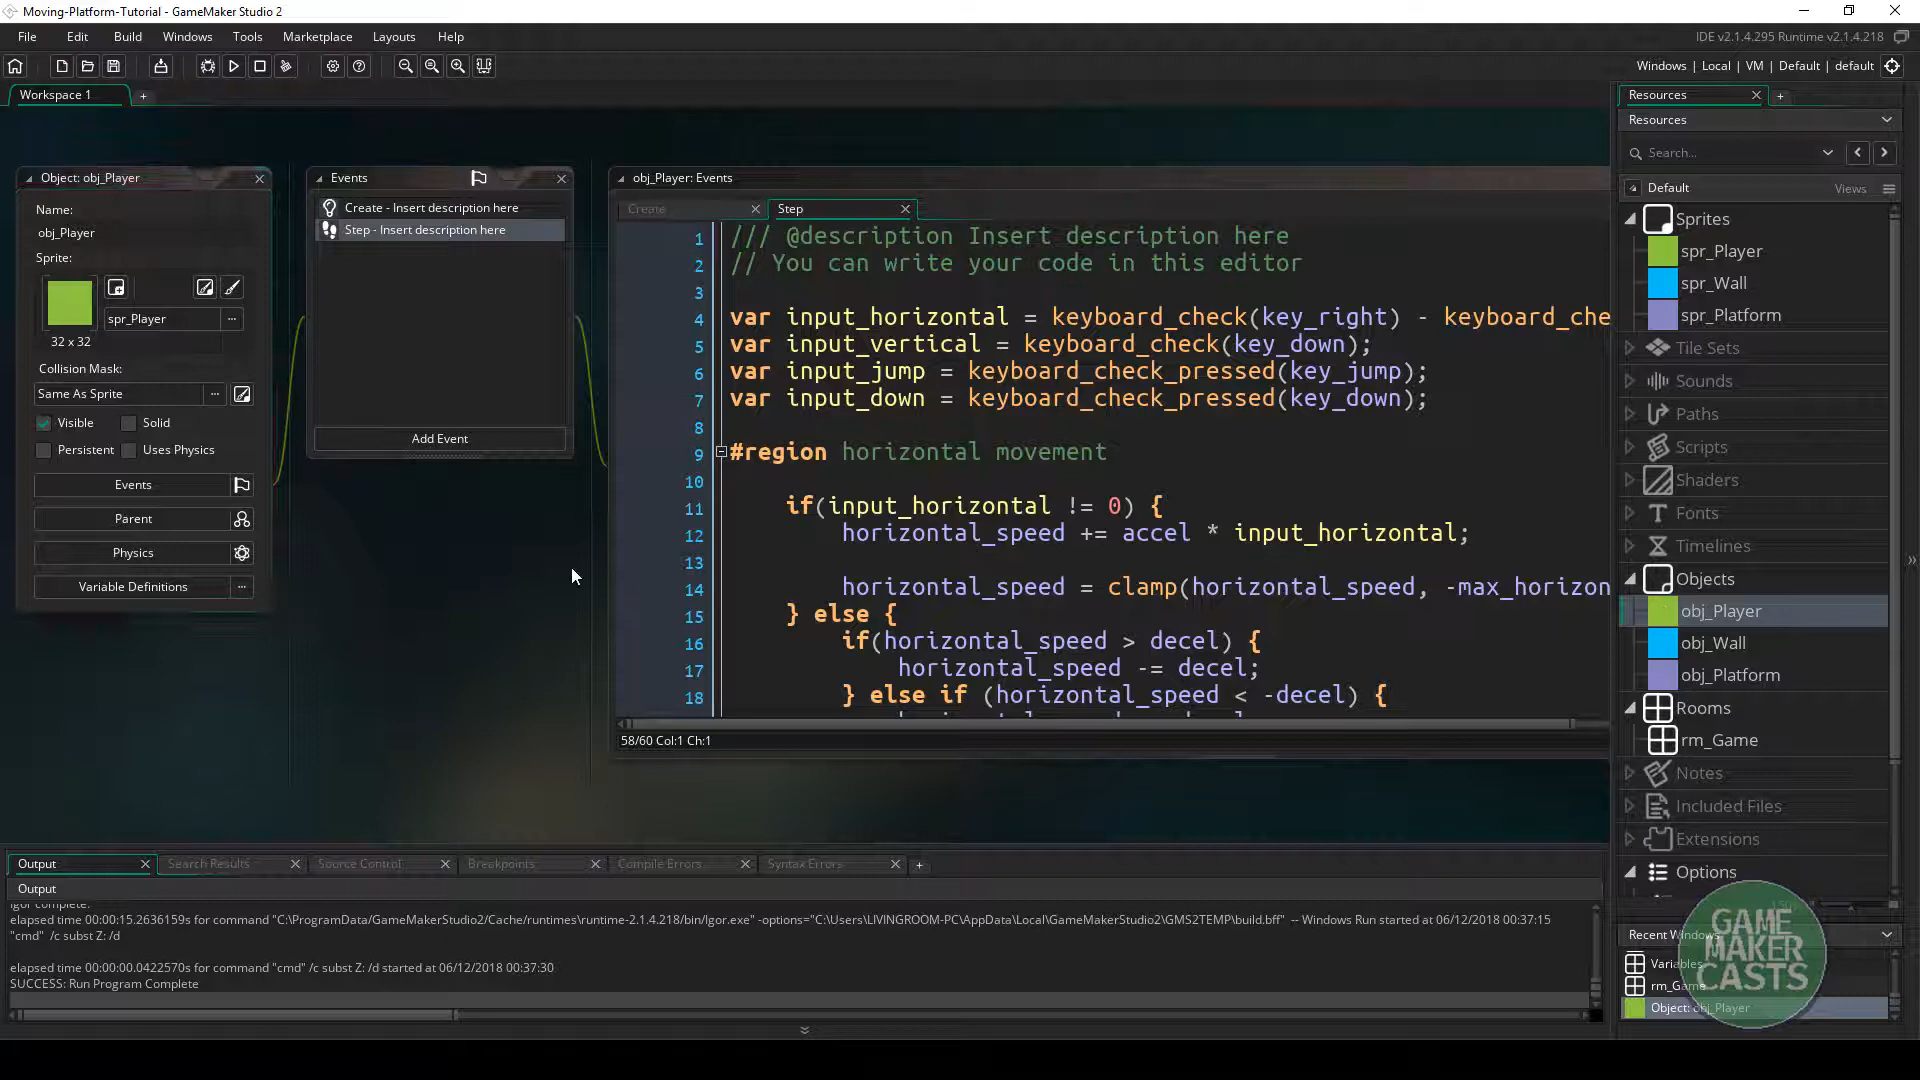 Moving-Platform-Tutorial - GameMaker Studio 2
File Edit Build Windows Tools Marketplace Layouts Help
IDE v2.1.4.295 Runtime v2.1.4.218
Windows | Local | VM | Default | default
Workspace 1
Object: obj_Player
Name:
obj_Player
Sprite:
spr_Player
32 x 32
Collision Mask:
Same As Sprite
Visible Solid
Persistent Uses Physics
Events
Parent
Physics
Variable Definitions
Events
Create - Insert description here
Step - Insert description here
Add Event
obj_Player: Events
Create
Step
1 /// @description Insert description here
2 // You can write your code in this editor
3
4 var input_horizontal = keyboard_check(key_right) - keyboard_che
5 var input_vertical = keyboard_check(key_down);
6 var input_jump = keyboard_check_pressed(key_jump);
7 var input_down = keyboard_check_pressed(key_down);
8
9 #region horizontal movement
10
11 if(input_horizontal != 0) {
12 horizontal_speed += accel * input_horizontal;
13
14 horizontal_speed = clamp(horizontal_speed, -max_horizon
15 } else {
16 if(horizontal_speed > decel) {
17 horizontal_speed -= decel;
18 } else if (horizontal_speed < -decel) {
58/60 Col:1 Ch:1
Resources
Resources
Search...
Default Views
Sprites
spr_Player
spr_Wall
spr_Platform
Tile Sets
Sounds
Paths
Scripts
Shaders
Fonts
Timelines
Objects
obj_Player
obj_Wall
obj_Platform
Rooms
rm_Game
Notes
Included Files
Extensions
Options
Recent Windows
Variables
rm_Game
Object: obj_Player
GAME
MAKER
CASTS
Output Search Results Source Control Breakpoints Compile Errors Syntax Errors
Output
Igor complete.
elapsed time 00:00:15.2636159s for command "C:\ProgramData/GameMakerStudio2/Cache/runtimes\runtime-2.1.4.218/bin/Igor.exe" -options="C:\Users\LIVINGROOM-PC\AppData\Local\GameMakerStudio2\GMS2TEMP\build.bff" -- Windows Run started at 06/12/2018 00:37:15
"cmd" /c subst Z: /d
elapsed time 00:00:00.0422570s for command "cmd" /c subst Z: /d started at 06/12/2018 00:37:30
SUCCESS: Run Program Complete